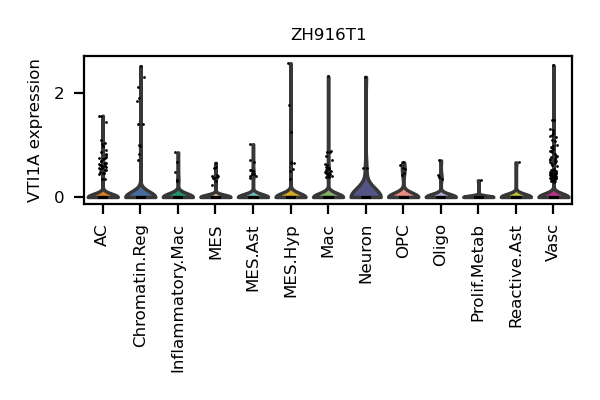 ZH916T1
VTI1A expression
2
0
AC
Chromatin.Reg
Inflammatory.Mac
MES
MES.Ast
MES.Hyp
Mac
Neuron
OPC
Oligo
Prolif.Metab
Reactive.Ast
Vasc